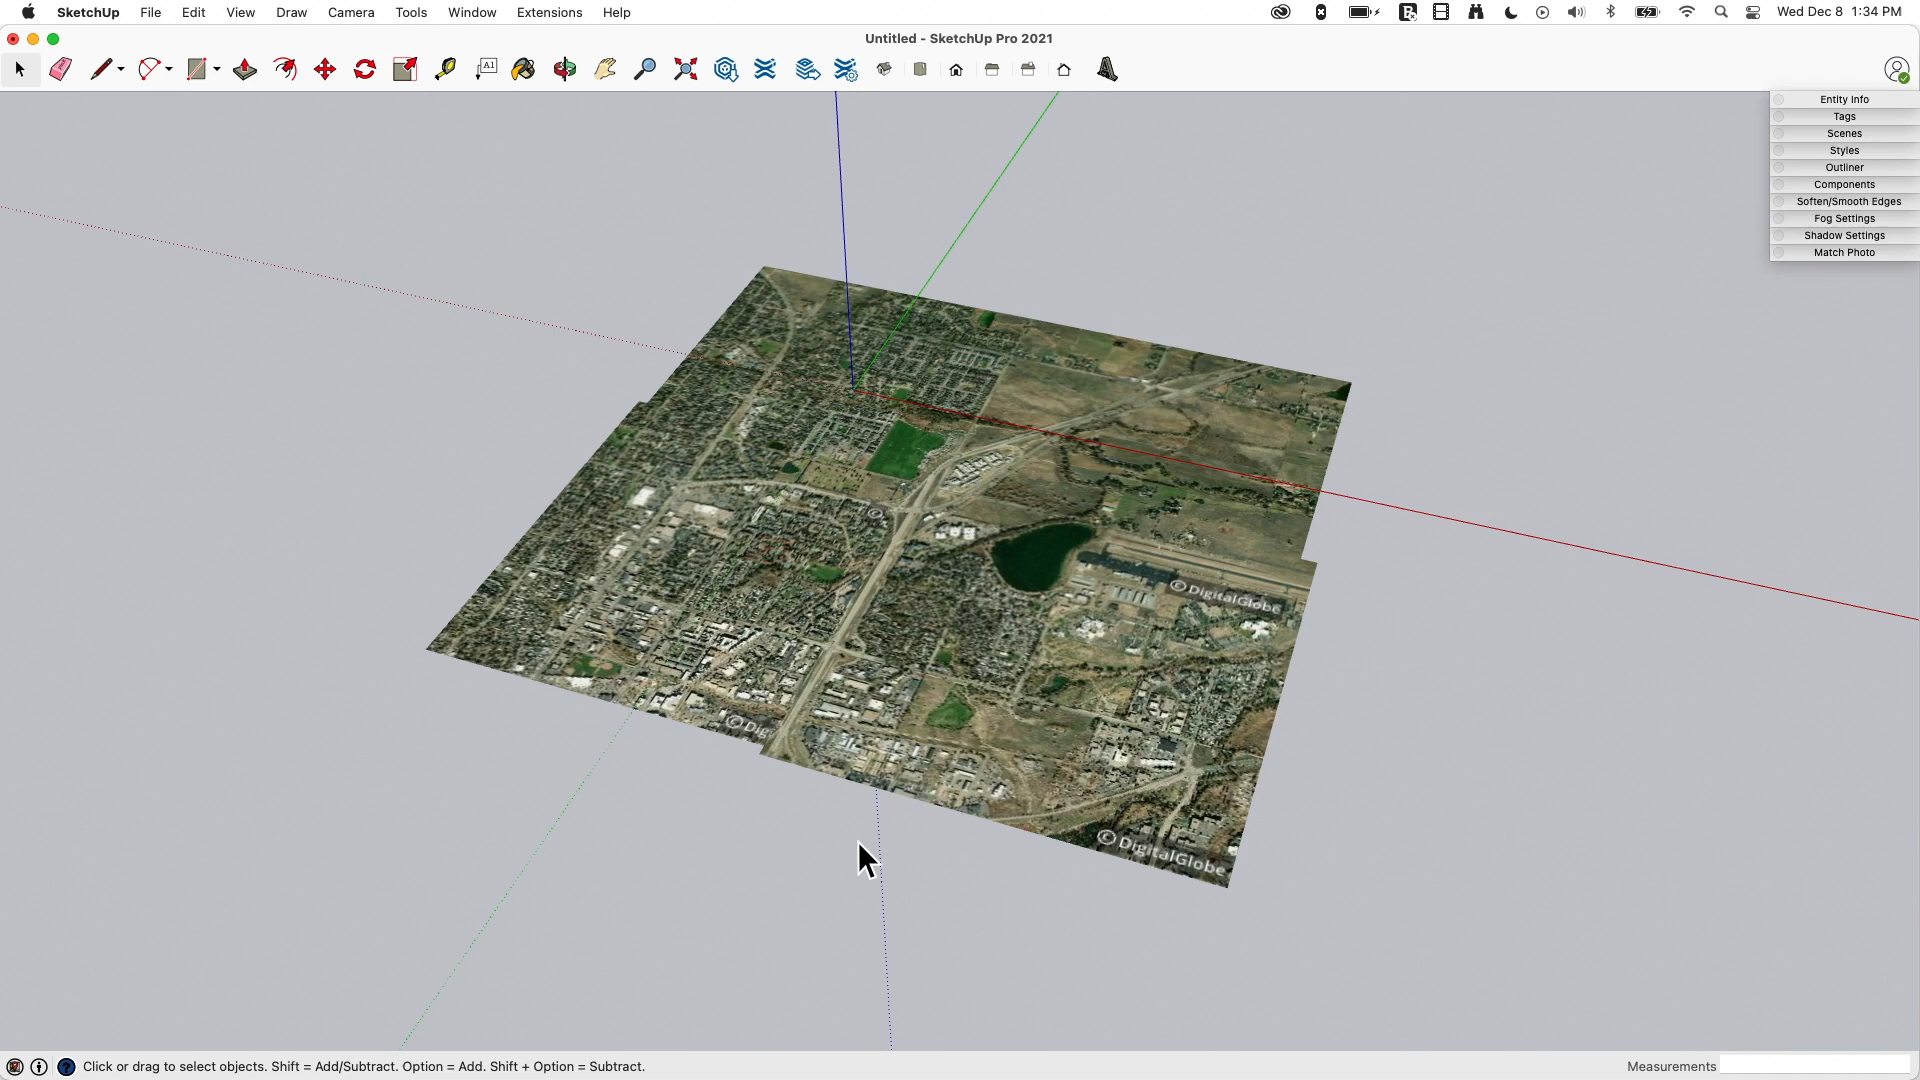 SketchUp File Edit View Draw Camera Tools Window Extensions Help Wed Dec 8 1:34 PM
Untitled - SketchUp Pro 2021
A1
Entity Info
Tags
Scenes
Styles
Outliner
Components
Soften/Smooth Edges
Fog Settings
Shadow Settings
Match Photo
©
© DigitalGlobe
© Dig
© DigitalGlobe
Click or drag to select objects. Shift = Add/Subtract. Option = Add. Shift + Option = Subtract. Measurements